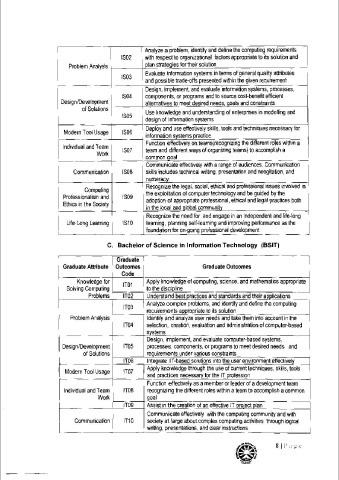 Analyze a problem, identify and define the computing requirements
IS02 with respect to organizational factors appropriate to its solution and
Problem Analysis plan strategies for their solution
IS03 Evaluate information systems in terms of general quality attributes
and possible trade-offs presented within the given requirement
Design, implement, and evaluate information systems, processes,
IS04 components, or programs and to source cost-benefit efficient
Design/Development alternatives to meet desired needs, goals and constraints
of Solutions
IS05 Use knowledge and understanding of enterprises in modelling and
design of information systems
Modern Tool Usage IS06 Deploy and use effectively skills, tools and techniques necessary for
information systems practice
Function effectively on teams (recognizing the different roles within a
Individual and Team IS07 team and different ways of organizing teams) to accomplish a
Work common goal
Communicate effectively with a range of audiences. Communication
Communication IS08 skills includes technical writing, presentation and negotiation, and
numeracy
Recognize the legal, social, ethical and professional issues involved in
Computing the exploitation of computer technology and be guided by the
Professionalism and IS09 adoption of appropriate professional, ethical and legal practices both
Ethics in the Society in the local and global community
Recognize the need for and engage in an independent and life-long
Life-Long Learning IS10 learning, planning self-learning and improving performance as the
foundation for on-going professional development
C. Bachelor of Science in Information Technology (BSIT)
Graduate
Graduate Attribute Outcomes Graduate Outcomes
Code
Knowledge for IT01 Apply knowledge of computing, science, and mathematics appropriate
Solving Computing to the discipline
Problems IT02 Understand best practices and standards and their applications
IT03 Analyze complex problems, and identify and define the computing
requirements appropriate to its solution
Problem Analysis Identify and analyze user needs and take them into account in the
IT04 selection, creation, evaluation and administration of computer-based
systems
Design, implement, and evaluate computer-based systems,
Design/Development IT05 processes, components, or programs to meet desired needs and
of Solutions requirements under various constraints
IT06 Integrate IT-based solutions into the user environment effectively
Modern Tool Usage IT07 Apply knowledge through the use of current techniques, skills, tools
and practices necessary for the IT profession
Function effectively as a member or leader of a development team
Individual and Team IT08 recognizing the different roles within a team to accomplish a common
Work goal
IT09 Assist in the creation of an effective IT project plan
Communicate effectively with the computing community and with
Communication IT10 society at large about complex computing activities through logical
writing, presentations, and clear instructions
8 | Page